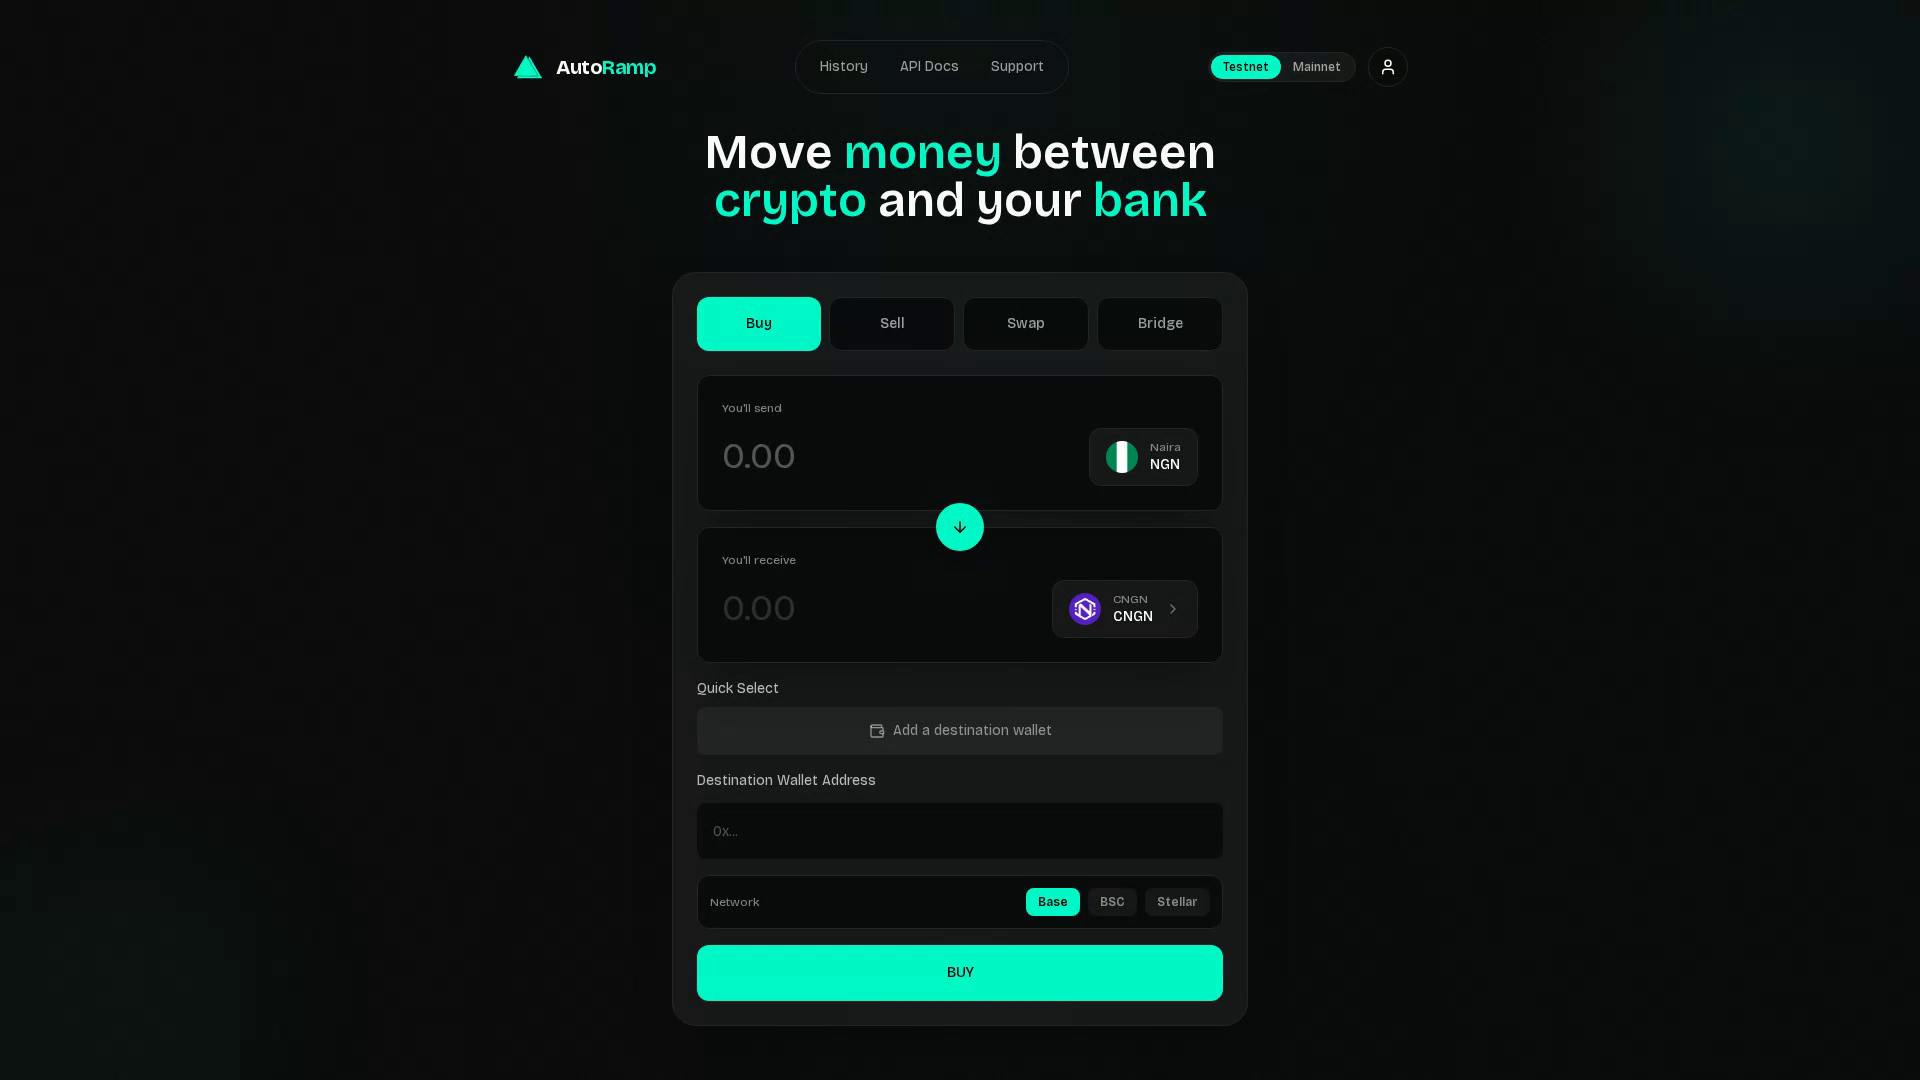 AutoRamp
History
API Docs
Support
Testnet
Mainnet
Move money between
crypto and your bank
Buy
Sell
Swap
Bridge
You'll send
0.00
Naira
NGN
You'll receive
0.00
CNGN
CNGN
Quick Select
Add a destination wallet
Destination Wallet Address
0x...
Network
Base
BSC
Stellar
BUY